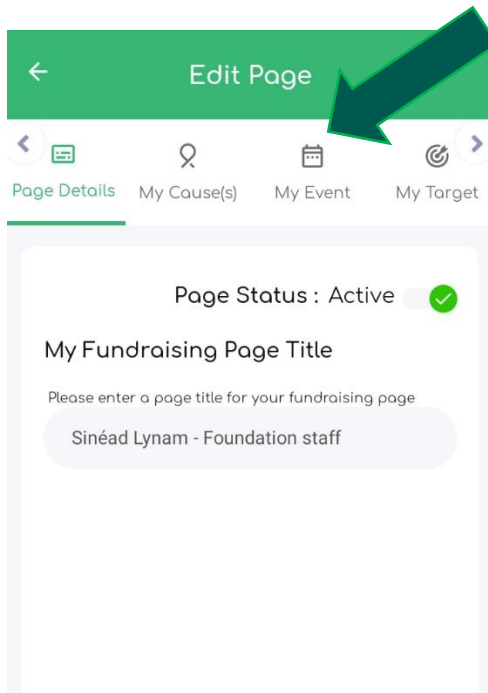 Edit Page
Page Details My Cause(s) My Event My Target
Page Status : Active
My Fundraising Page Title
Please enter a page title for your fundraising page
Sinéad Lynam - Foundation staff